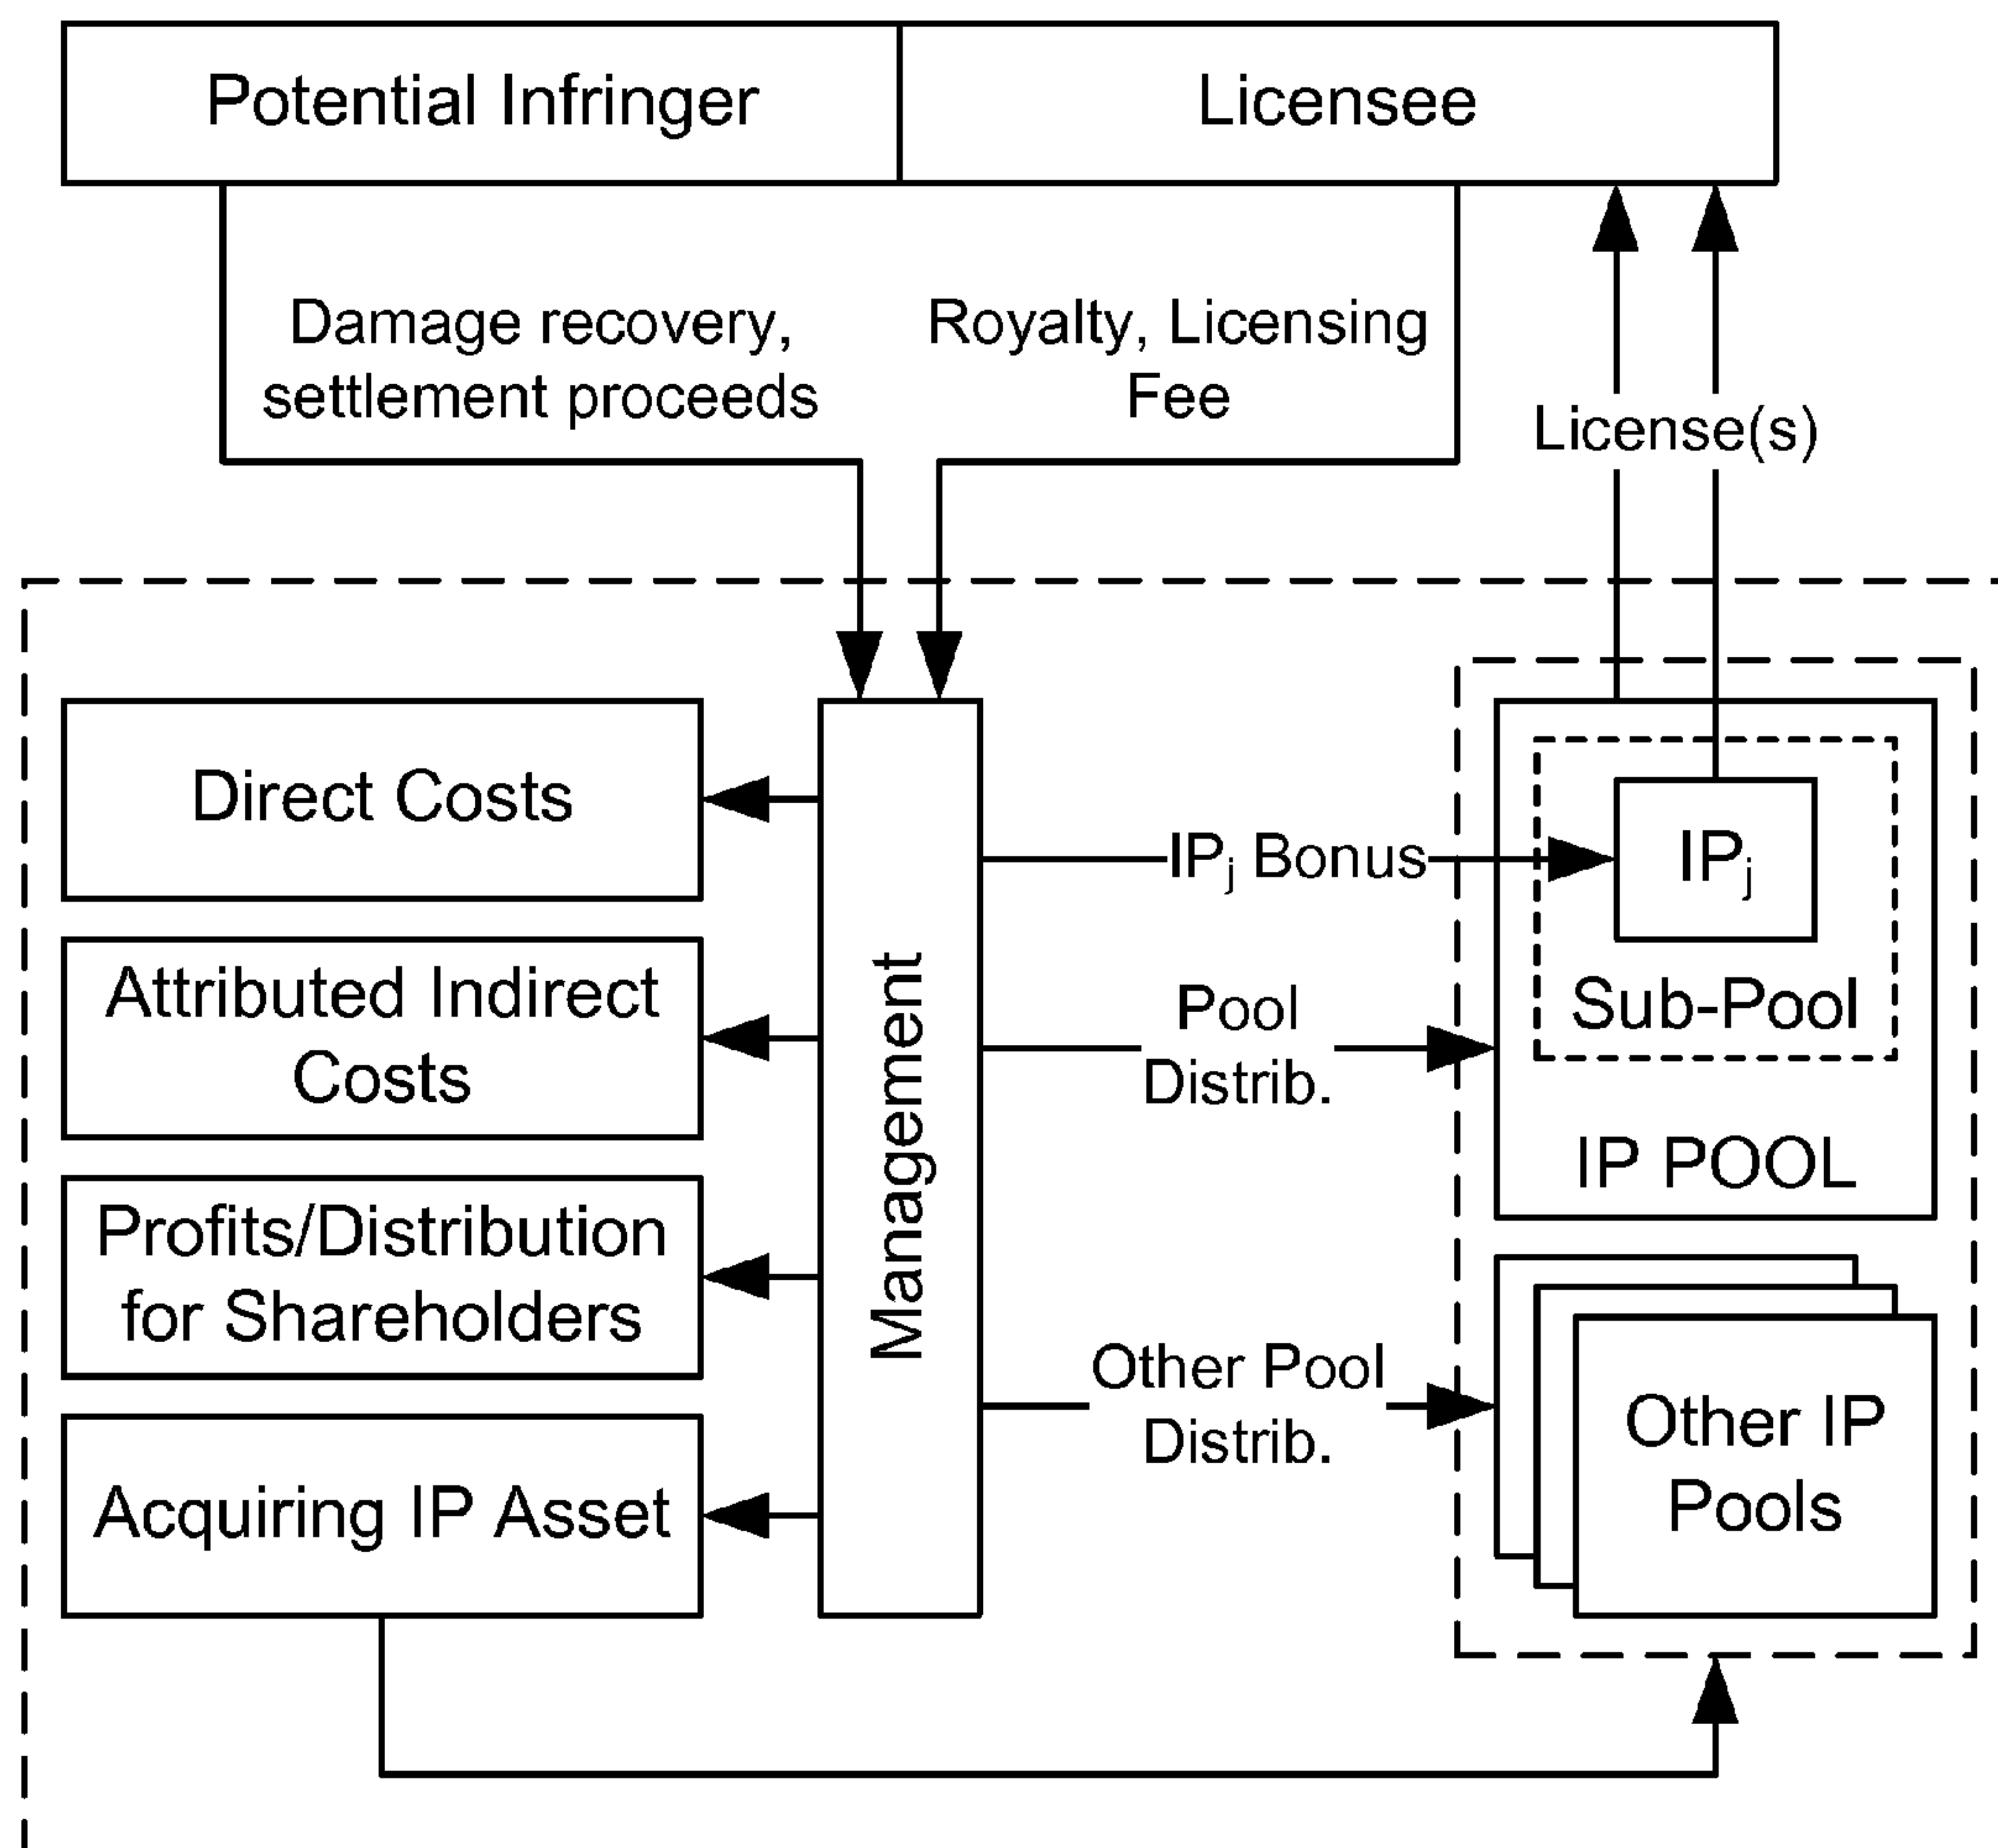 Potential Infringer
Licensee
Damage recovery,
settlement proceeds
Royalty, Licensing
Fee
License(s)
Direct Costs
Attributed Indirect
Costs
Profits/Distribution
for Shareholders
Acquiring IP Asset
Management
IPj Bonus
Pool
Distrib.
Other Pool
Distrib.
IPj
Sub-Pool
IP POOL
Other IP
Pools